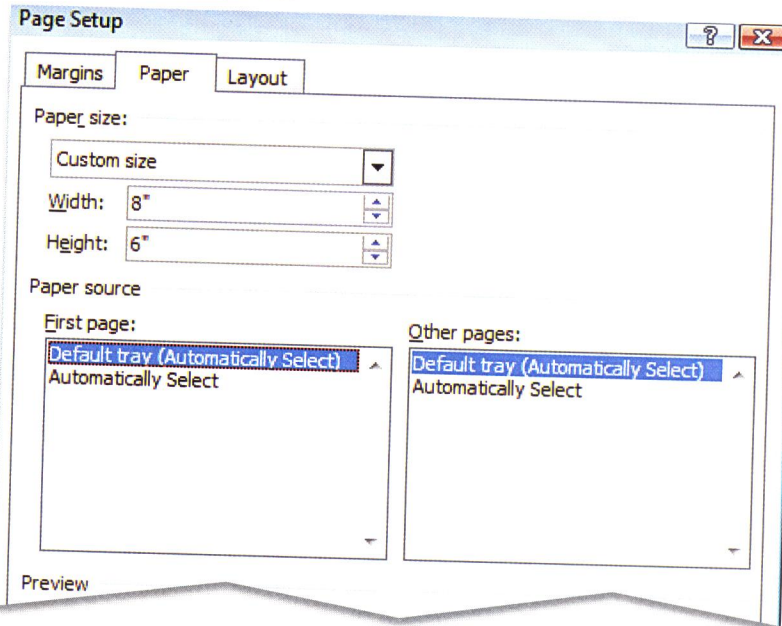 Page Setup
Margins Paper Layout
Paper size:
Custom size
Width: 8"
Height: 6"
Paper source
First page:
Default tray (Automatically Select)
Automatically Select
Other pages:
Default tray (Automatically Select)
Automatically Select
Preview